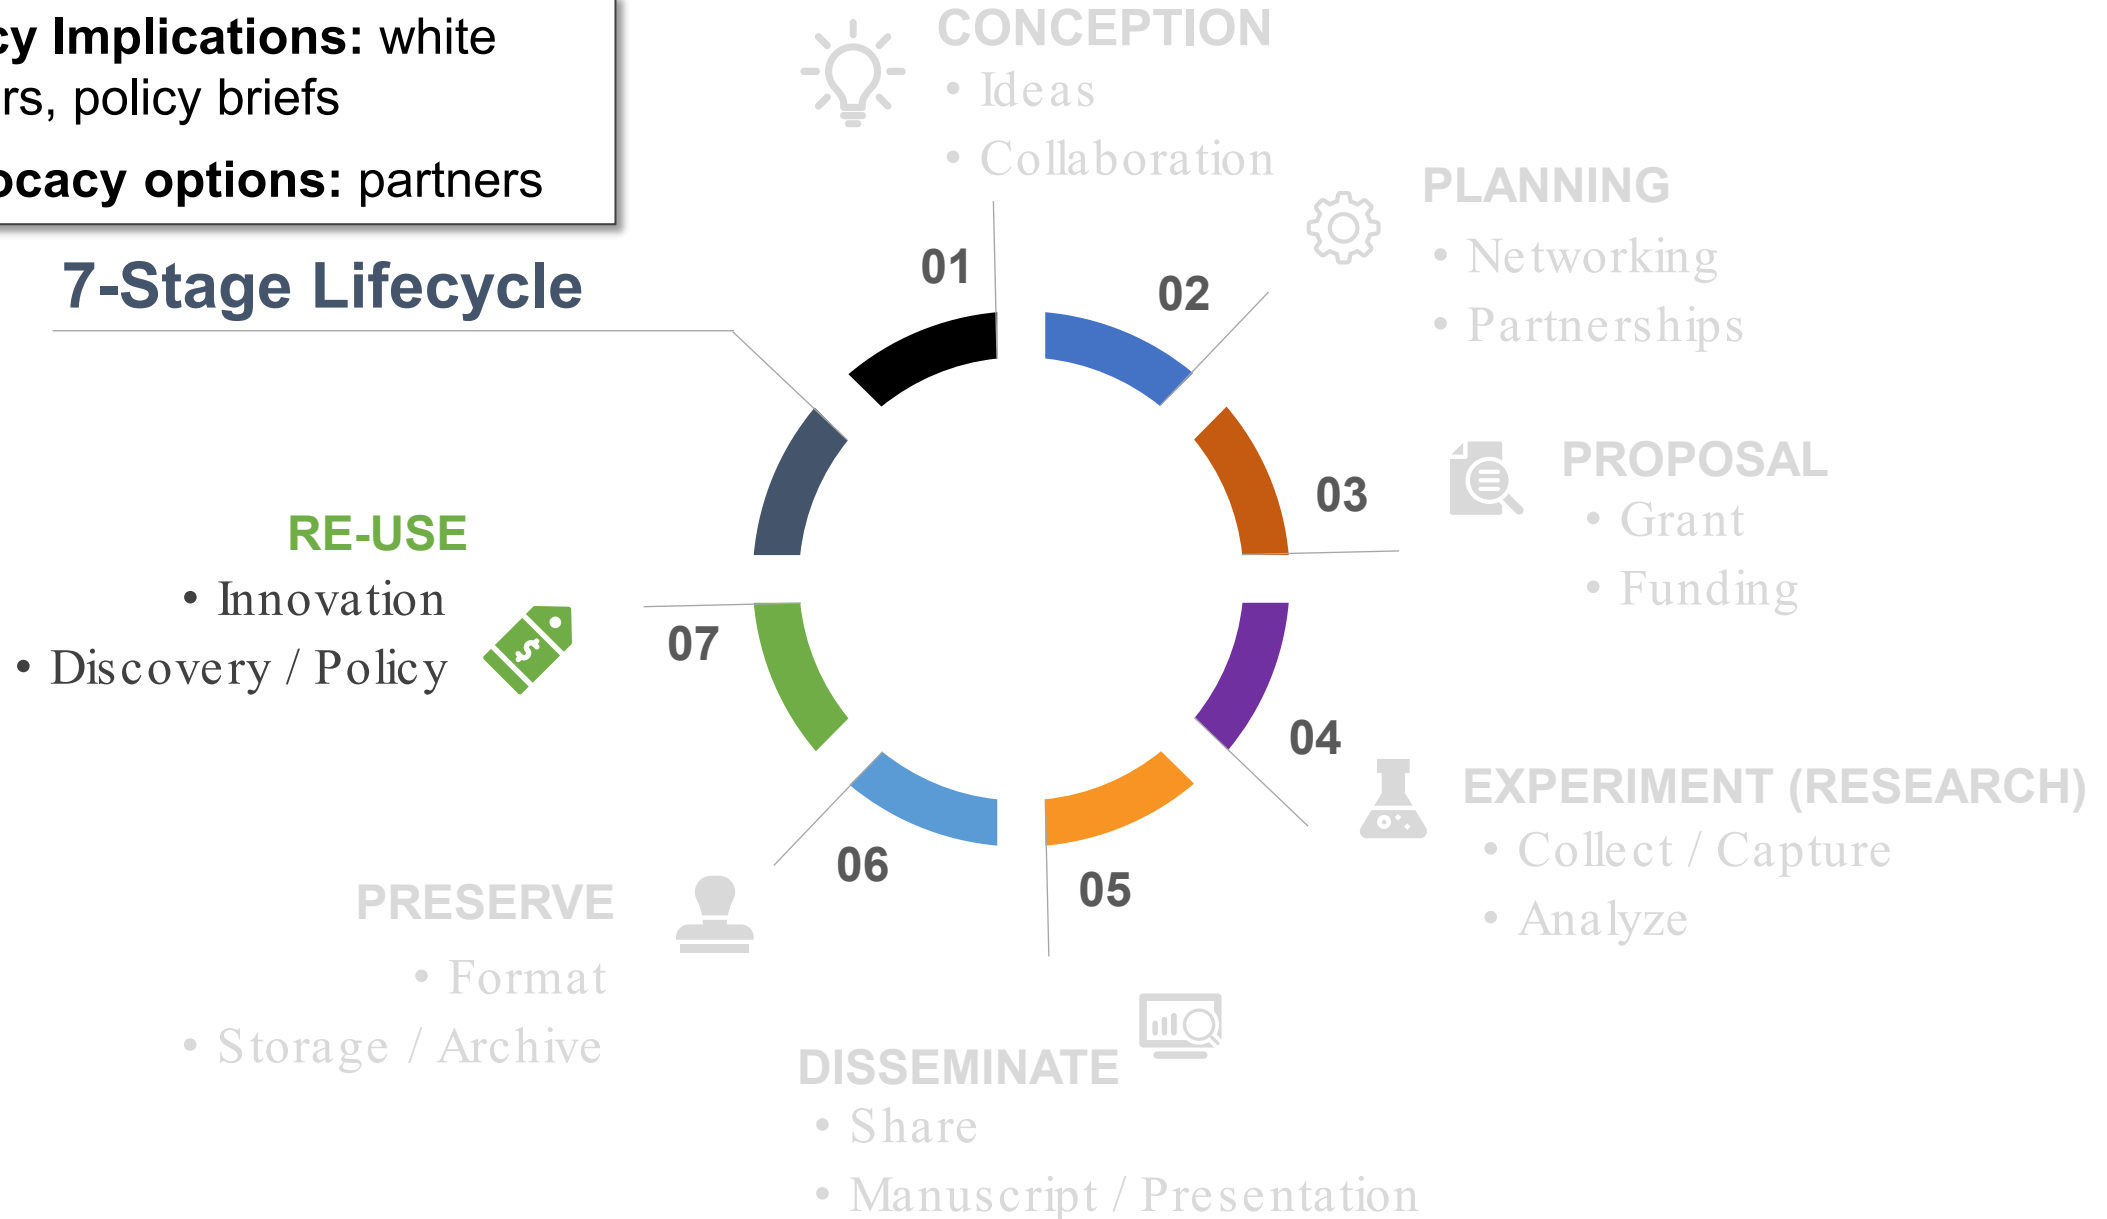 cy Implications: white
rs, policy briefs
ocacy options: partners
7-Stage Lifecycle
01
CONCEPTION
• Ideas
• Collaboration
02
PLANNING
• Networking
• Partnerships
03
PROPOSAL
• Grant
• Funding
04
EXPERIMENT (RESEARCH)
• Collect / Capture
• Analyze
05
DISSEMINATE
• Share
• Manuscript / Presentation
06
PRESERVE
• Format
• Storage / Archive
07
RE-USE
• Innovation
• Discovery / Policy
$